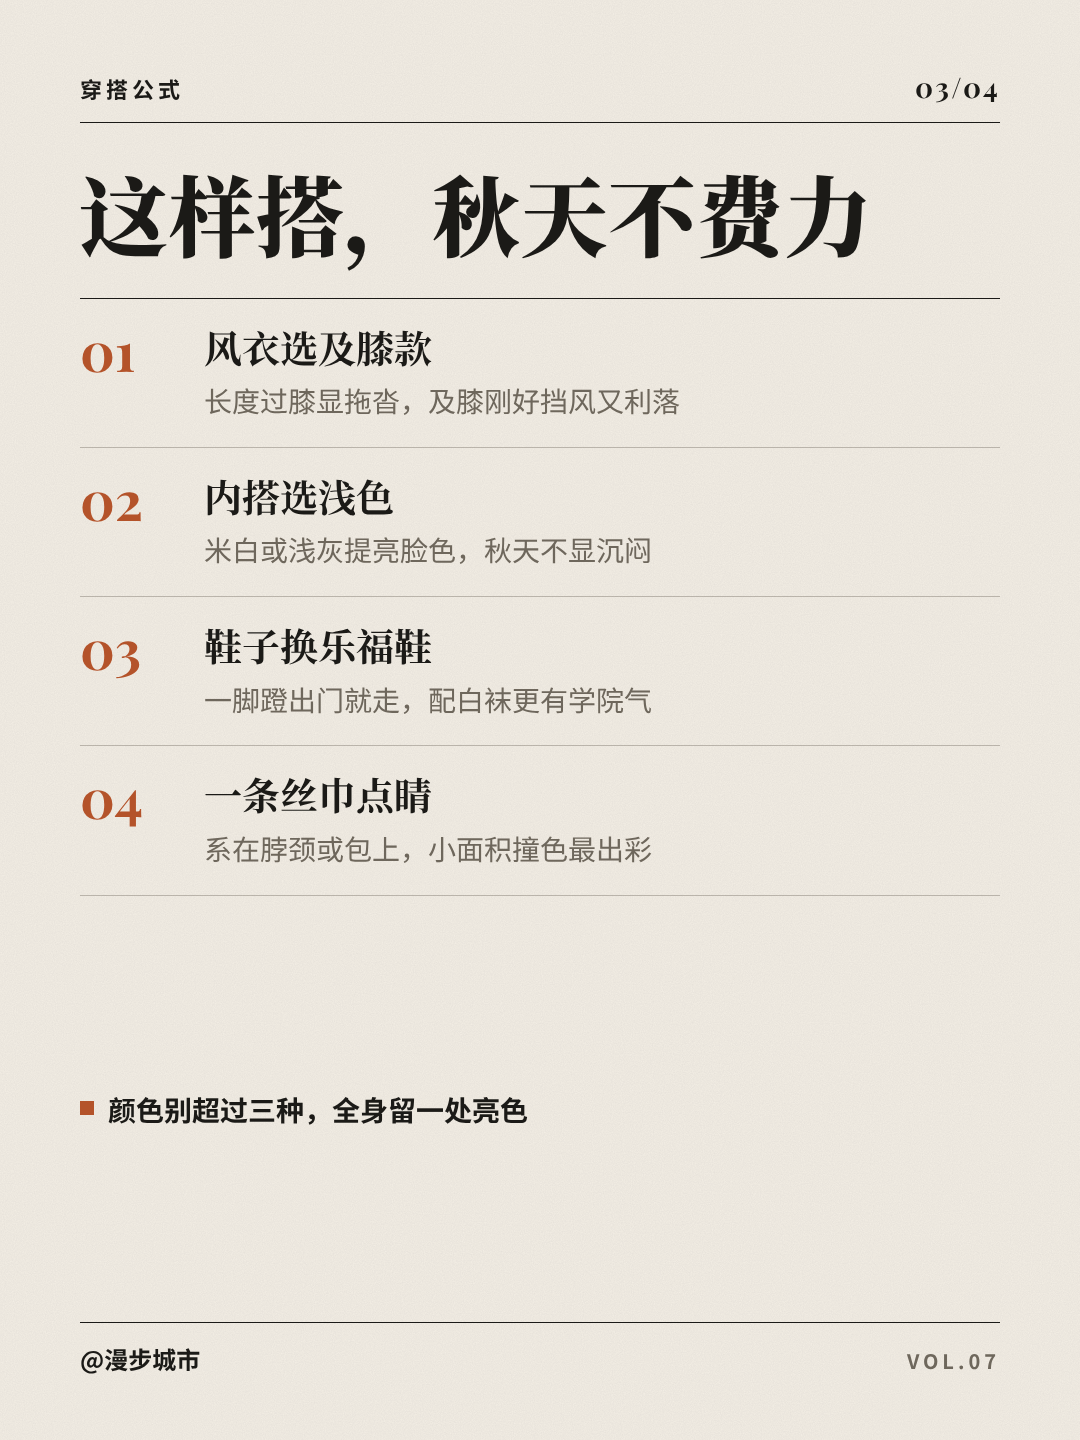 穿搭公式
03/04
这样搭，秋天不费力
01
风衣选及膝款
长度过膝显拖沓，及膝刚好挡风又利落
02
内搭选浅色
米白或浅灰提亮脸色，秋天不显沉闷
03
鞋子换乐福鞋
一脚蹬出门就走，配白袜更有学院气
04
一条丝巾点睛
系在脖颈或包上，小面积撞色最出彩
颜色别超过三种，全身留一处亮色
@漫步城市
VOL.07